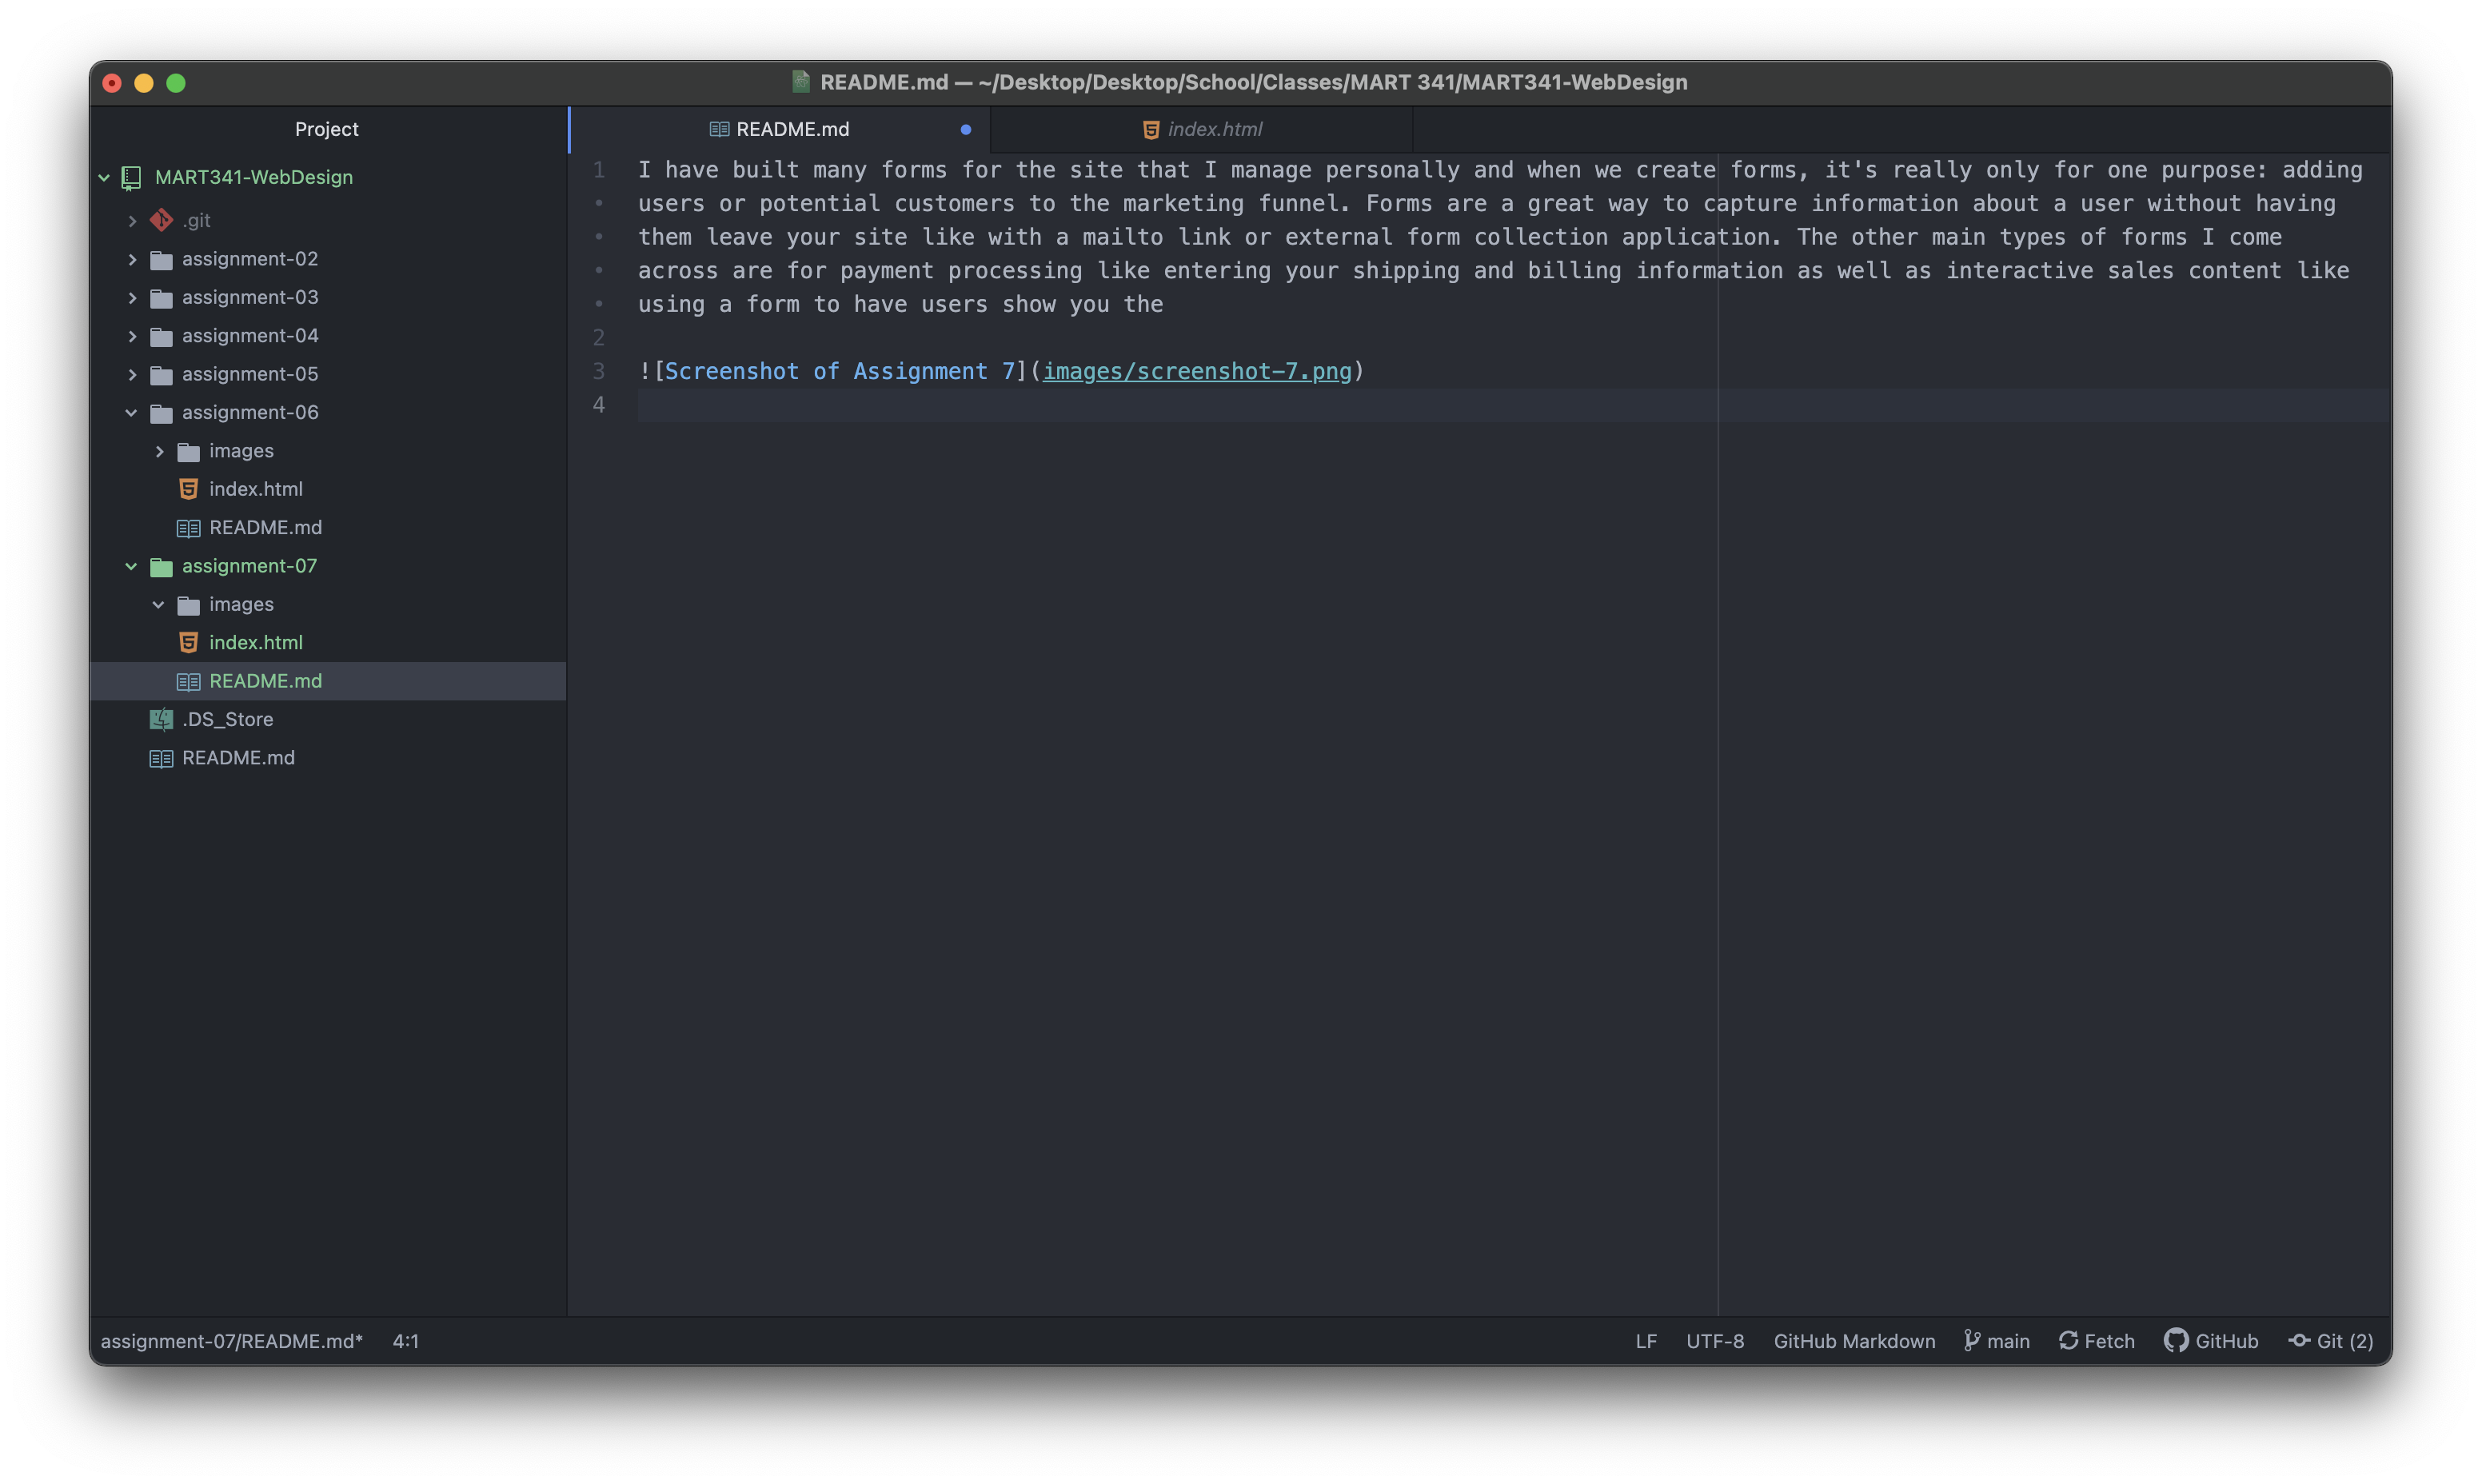 README.md — ~/Desktop/Desktop/School/Classes/MART 341/MART341-WebDesign
Project
MART341-WebDesign
.git
assignment-02
assignment-03
assignment-04
assignment-05
assignment-06
images
index.html
README.md
assignment-07
images
index.html
README.md
.DS_Store
README.md
README.md
index.html
1 I have built many forms for the site that I manage personally and when we create forms, it's really only for one purpose: adding
• users or potential customers to the marketing funnel. Forms are a great way to capture information about a user without having
• them leave your site like with a mailto link or external form collection application. The other main types of forms I come
• across are for payment processing like entering your shipping and billing information as well as interactive sales content like
• using a form to have users show you the
2
3 ![Screenshot of Assignment 7](images/screenshot-7.png)
4
assignment-07/README.md* 4:1 LF UTF-8 GitHub Markdown main Fetch GitHub Git (2)